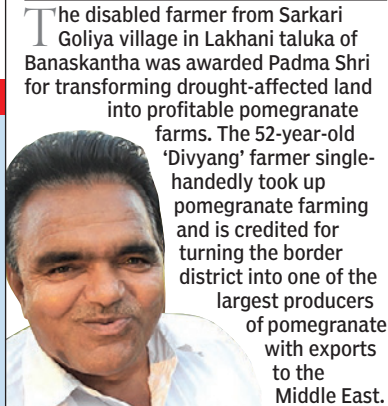 The disabled farmer from Sarkari
Goliya village in Lakhani taluka of
Banaskantha was awarded Padma Shri
for transforming drought-affected land
into profitable pomegranate
farms. The 52-year-old
‘Divyang’ farmer single-
handedly took up
pomegranate farming
and is credited for
turning the border
district into one of the
largest producers
of pomegranate
with exports
to the
Middle East.